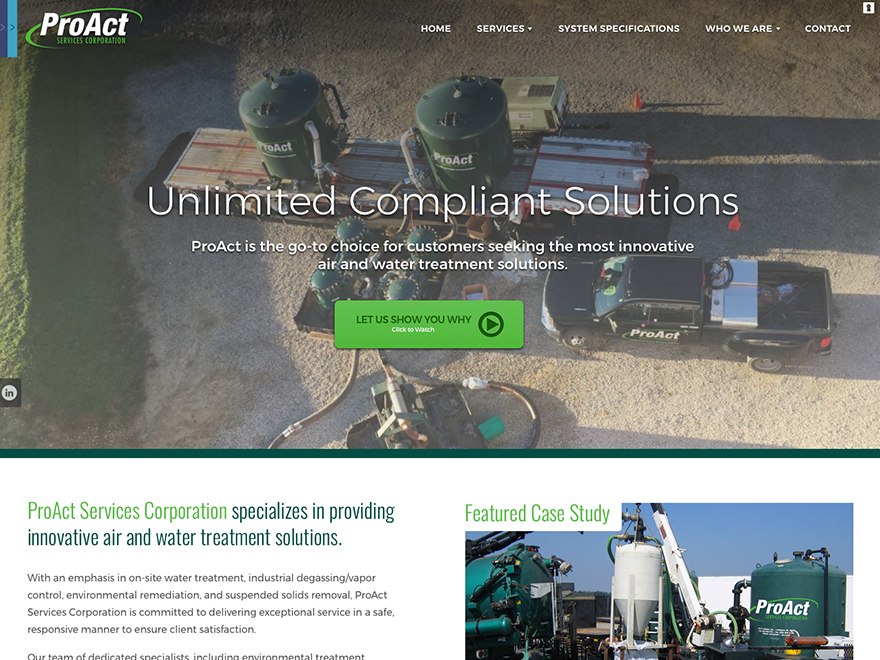 ProAct
SERVICES CORPORATION
HOME
SERVICES
SYSTEM SPECIFICATIONS
WHO WE ARE
CONTACT
ProAct
ProAct
Unlimited Compliant Solutions
ProAct is the go-to choice for customers seeking the most innovative
air and water treatment solutions.
LET US SHOW YOU WHY
Click to Watch
ProAct
in
ProAct Services Corporation specializes in providing
innovative air and water treatment solutions.
With an emphasis in on-site water treatment, industrial degassing/vapor
control, environmental remediation, and suspended solids removal, ProAct
Services Corporation is committed to delivering exceptional service in a safe,
responsive manner to ensure client satisfaction.
Our team of dedicated specialists, including environmental treatment
Featured Case Study
ProAct
SERVICES CORPORATION